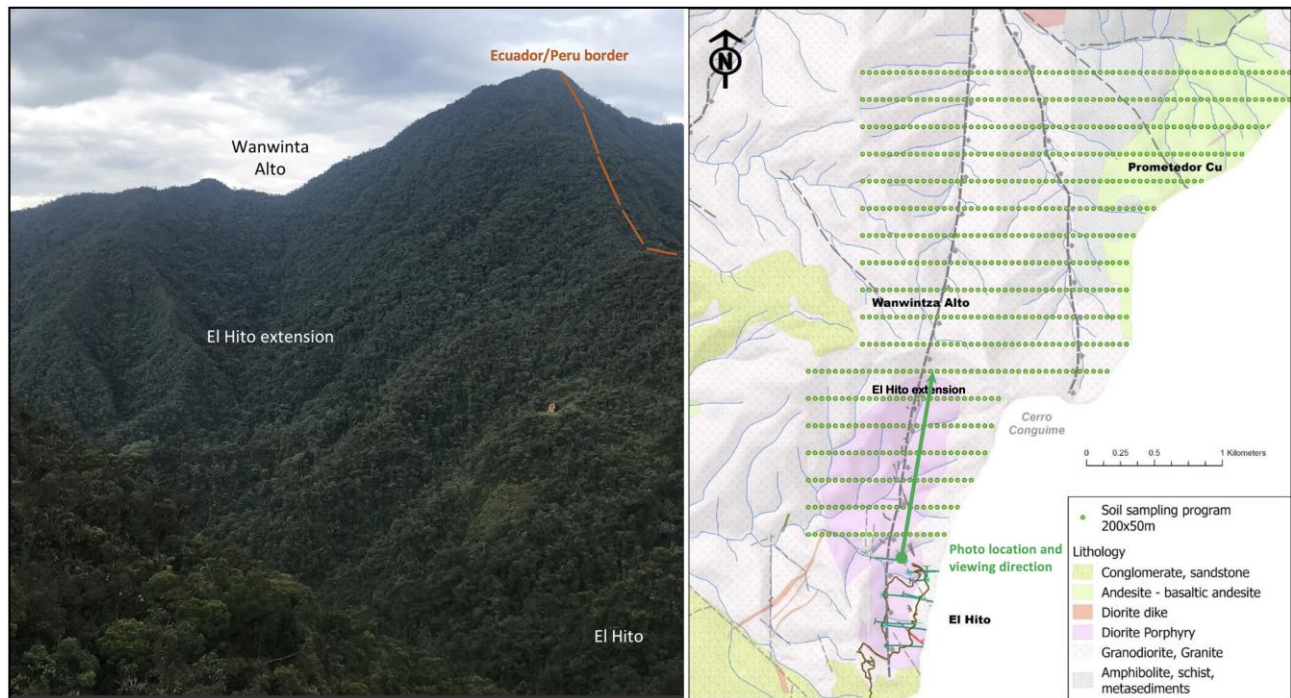 Ecuador/Peru border
Wanwinta
Alto
El Hito extension
El Hito
N
Prometedor Cu
Wanwintza Alto
El Hito extension
Cerro
Conguime
0 0.25 0.5 1 Kilometers
Photo location and
viewing direction
El Hito
Soil sampling program
200x50m
Lithology
Conglomerate, sandstone
Andesite - basaltic andesite
Diorite dike
Diorite Porphyry
Granodiorite, Granite
Amphibolite, schist,
metasediments